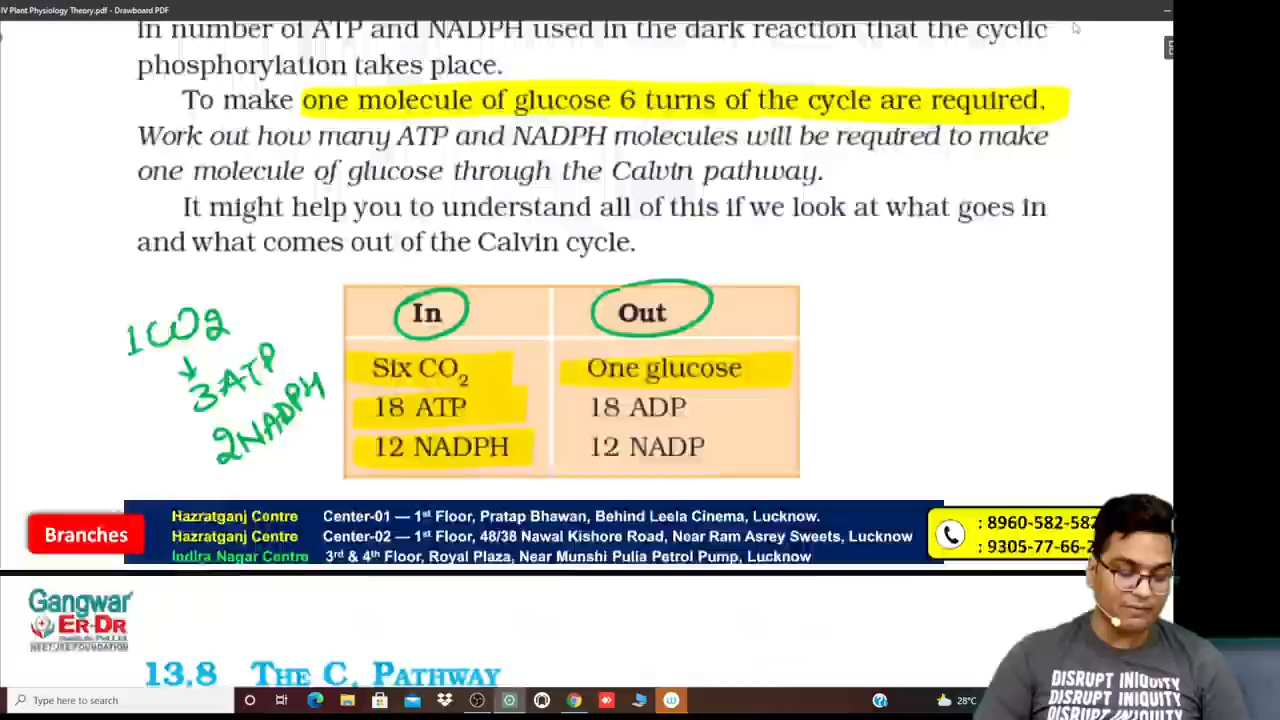 IV Plant Physiology Theory.pdf - Drawboard PDF
in number of ATP and NADPH used in the dark reaction that the cyclic
phosphorylation takes place.
To make one molecule of glucose 6 turns of the cycle are required.
Work out how many ATP and NADPH molecules will be required to make
one molecule of glucose through the Calvin pathway.
It might help you to understand all of this if we look at what goes in
and what comes out of the Calvin cycle.
In Out
1CO2
↓
3ATP
2NADPH
Six CO₂ One glucose
18 ATP 18 ADP
12 NADPH 12 NADP
Branches
Hazratganj Centre Center-01 — 1st Floor, Pratap Bhawan, Behind Leela Cinema, Lucknow.
Hazratganj Centre Center-02 — 1st Floor, 48/38 Nawal Kishore Road, Near Ram Asrey Sweets, Lucknow
Indira Nagar Centre 3rd & 4th Floor, Royal Plaza, Near Munshi Pulia Petrol Pump, Lucknow
: 8960-582-582
: 9305-77-66-2
Gangwar
ER-DR
NEET/JEE FOUNDATION
13.8 THE C PATHWAY
DISRUPT INIQUITY
DISRUPT INIQUITY
DISRUPT INIQUITY
Type here to search
28°C